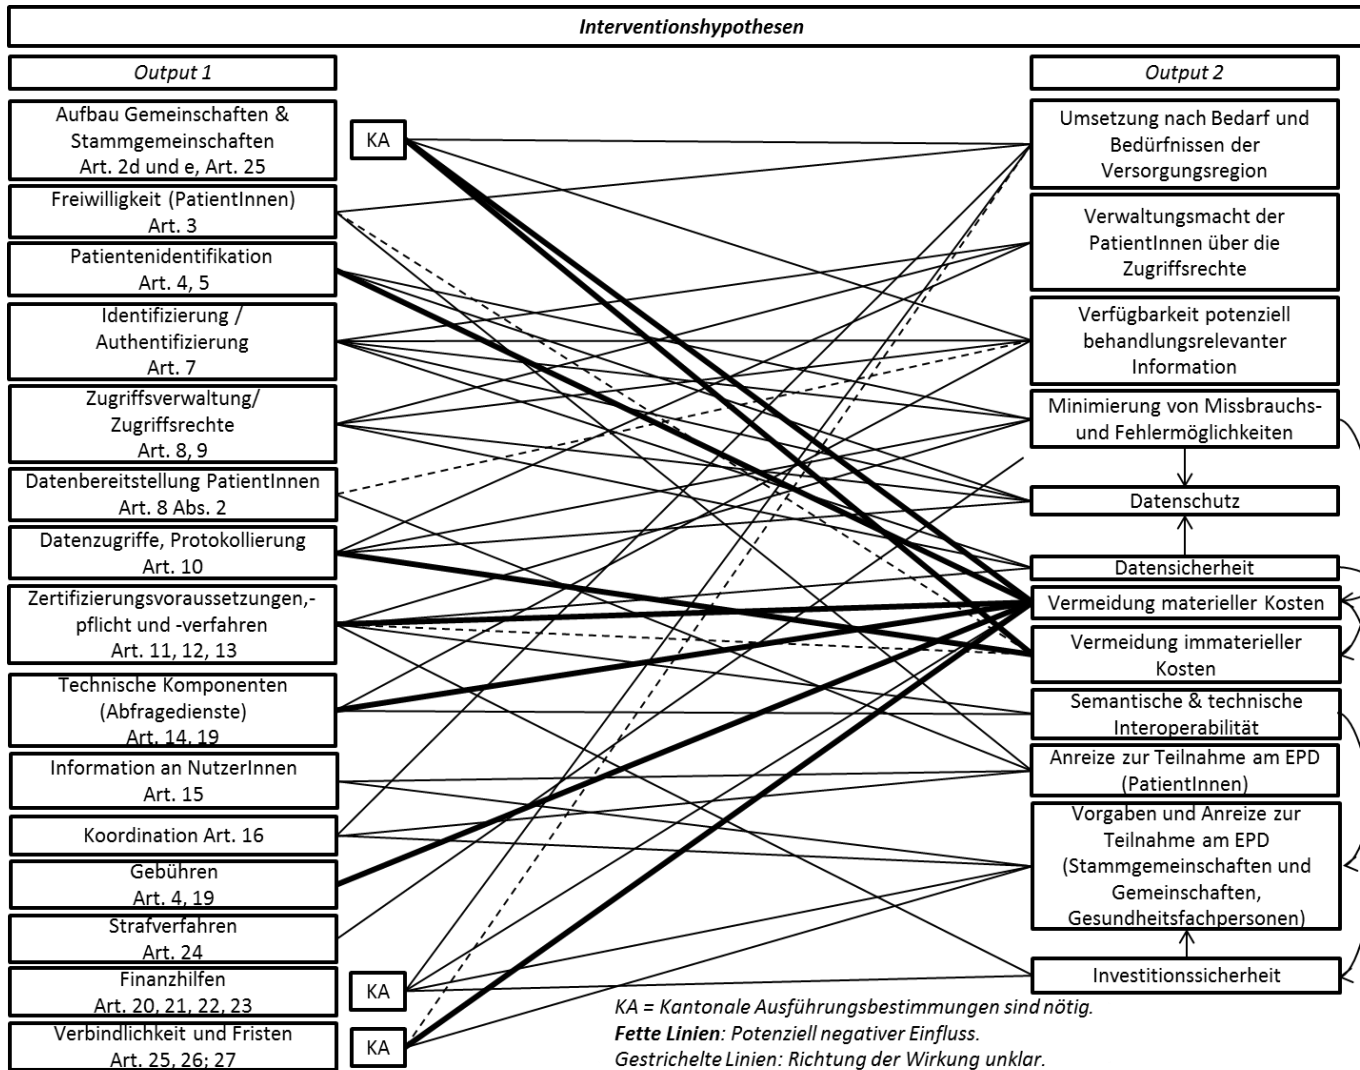 Interventionshypothesen
Output 1
Aufbau Gemeinschaften &
Stammgemeinschaften
Art. 2d und e, Art. 25
KA
Freiwilligkeit (PatientInnen)
Art. 3
Patientenidentifikation
Art. 4, 5
Identifizierung /
Authentifizierung
Art. 7
Zugriffsverwaltung/
Zugriffsrechte
Art. 8, 9
Datenbereitstellung PatientInnen
Art. 8 Abs. 2
Datenzugriffe, Protokollierung
Art. 10
Zertifizierungsvoraussetzungen,-
pflicht und -verfahren
Art. 11, 12, 13
Technische Komponenten
(Abfragedienste)
Art. 14, 19
Information an NutzerInnen
Art. 15
Koordination Art. 16
Gebühren
Art. 4, 19
Strafverfahren
Art. 24
Finanzhilfen
Art. 20, 21, 22, 23
KA
Verbindlichkeit und Fristen
Art. 25, 26; 27
KA
Output 2
Umsetzung nach Bedarf und
Bedürfnissen der
Versorgungsregion
Verwaltungsmacht der
PatientInnen über die
Zugriffsrechte
Verfügbarkeit potenziell
behandlungsrelevanter
Information
Minimierung von Missbrauchs-
und Fehlermöglichkeiten
Datenschutz
Datensicherheit
Vermeidung materieller Kosten
Vermeidung immaterieller
Kosten
Semantische & technische
Interoperabilität
Anreize zur Teilnahme am EPD
(PatientInnen)
Vorgaben und Anreize zur
Teilnahme am EPD
(Stammgemeinschaften und
Gemeinschaften,
Gesundheitsfachpersonen)
Investitionssicherheit
KA = Kantonale Ausführungsbestimmungen sind nötig.
Fette Linien: Potenziell negativer Einfluss.
Gestrichelte Linien: Richtung der Wirkung unklar.